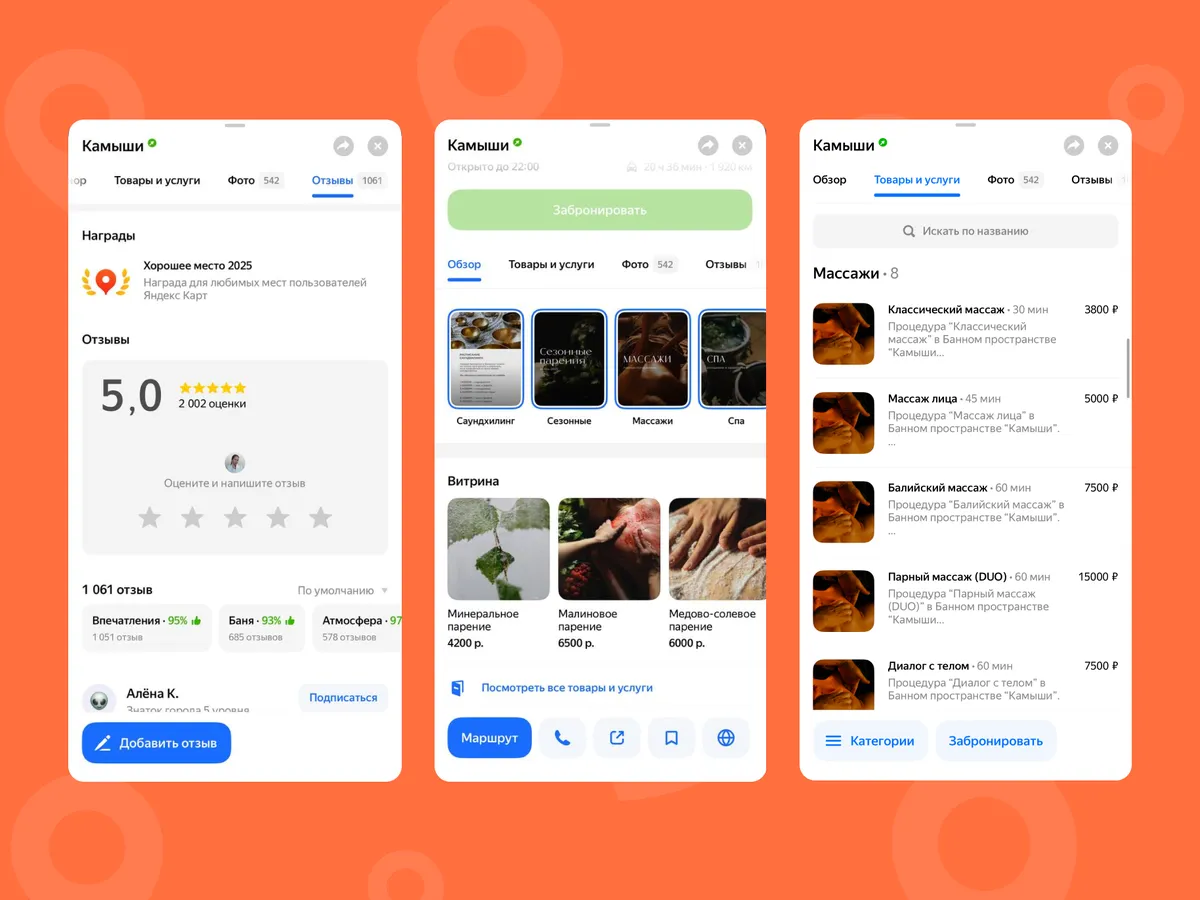 Камыши
ор
Товары и услуги
Фото 542
Отзывы 1061
Награды
Хорошее место 2025
Награда для любимых мест пользователей
Яндекс Карт
Отзывы
5,0
2 002 оценки
Оцените и напишите отзыв
1 061 отзыв
По умолчанию
Впечатления · 95%
1 051 отзыв
Баня · 93%
685 отзывов
Атмосфера · 97
578 отзывов
Алёна К.
Знаток города 5 уровня
Подписаться
Добавить отзыв
Камыши
Открыто до 22:00
20 ч 36 мин · 1 920 км
Забронировать
Обзор
Товары и услуги
Фото 542
Отзывы
Саундхилинг
Сезонные
парения
Сезонные
МАССАЖИ
Массажи
СПА
Спа
Витрина
Минеральное
парение
4200 р.
Малиновое
парение
6500 р.
Медово-солевое
парение
6000 р.
Посмотреть все товары и услуги
Маршрут
Камыши
Обзор
Товары и услуги
Фото 542
Отзывы
Искать по названию
Массажи · 8
Классический массаж · 30 мин
3800 ₽
Процедура “Классический
массаж” в Банном пространстве
“Камыши...
Массаж лица · 45 мин
5000 ₽
Процедура “Массаж лица” в
Банном пространстве “Камыши”.
...
Балийский массаж · 60 мин
7500 ₽
Процедура “Балийский массаж” в
Банном пространстве “Камыши”.
...
Парный массаж (DUO) · 60 мин
15000 ₽
Процедура “Парный массаж
(DUO)” в Банном пространстве
“Камыши...
Диалог с телом · 60 мин
7500 ₽
Процедура “Диалог с телом” в
Банном пространстве “Камыши”.
Категории
Забронировать